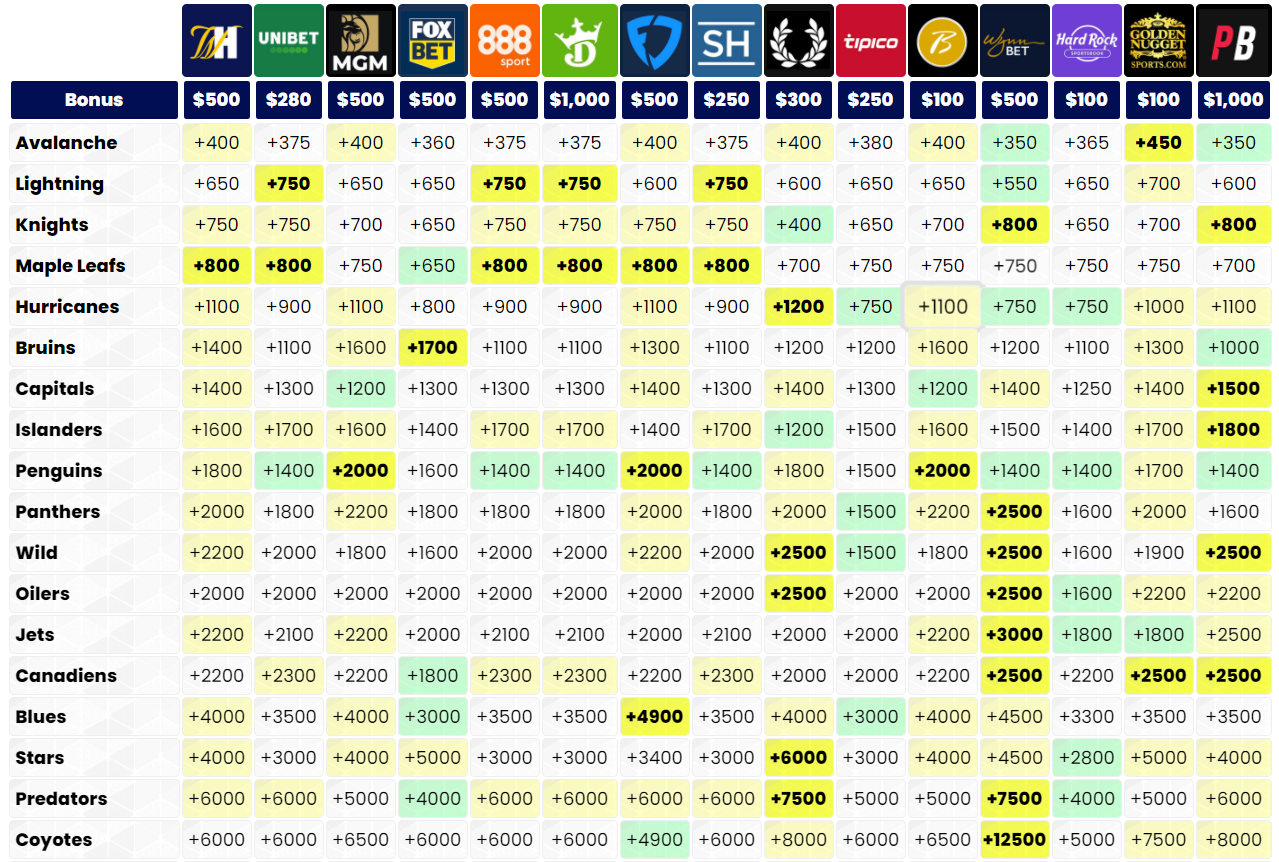 WH UNIBET MGM FOX BET 888 sport D SH tipico B Wynn BET Hard Rock SPORTSBOOK GOLDEN NUGGET SPORTS.COM PB
Bonus $500 $280 $500 $500 $500 $1,000 $500 $250 $300 $250 $100 $500 $100 $100 $1,000
Avalanche +400 +375 +400 +360 +375 +375 +400 +375 +400 +380 +400 +350 +365 +450 +350
Lightning +650 +750 +650 +650 +750 +750 +600 +750 +600 +650 +650 +550 +650 +700 +600
Knights +750 +750 +700 +650 +750 +750 +750 +750 +400 +650 +700 +800 +650 +700 +800
Maple Leafs +800 +800 +750 +650 +800 +800 +800 +800 +700 +750 +750 +750 +750 +750 +700
Hurricanes +1100 +900 +1100 +800 +900 +900 +1100 +900 +1200 +750 +1100 +750 +750 +1000 +1100
Bruins +1400 +1100 +1600 +1700 +1100 +1100 +1300 +1100 +1200 +1200 +1600 +1200 +1100 +1300 +1000
Capitals +1400 +1300 +1200 +1300 +1300 +1300 +1400 +1300 +1400 +1300 +1200 +1400 +1250 +1400 +1500
Islanders +1600 +1700 +1600 +1400 +1700 +1700 +1400 +1700 +1200 +1500 +1600 +1500 +1400 +1700 +1800
Penguins +1800 +1400 +2000 +1600 +1400 +1400 +2000 +1400 +1800 +1500 +2000 +1400 +1400 +1700 +1400
Panthers +2000 +1800 +2200 +1800 +1800 +1800 +2000 +1800 +2000 +1500 +2200 +2500 +1600 +2000 +1600
Wild +2200 +2000 +1800 +1600 +2000 +2000 +2200 +2000 +2500 +1500 +1800 +2500 +1600 +1900 +2500
Oilers +2000 +2000 +2000 +2000 +2000 +2000 +2000 +2000 +2500 +2000 +2000 +2500 +1600 +2200 +2200
Jets +2200 +2100 +2200 +2000 +2100 +2100 +2000 +2100 +2000 +2000 +2200 +3000 +1800 +1800 +2500
Canadiens +2200 +2300 +2200 +1800 +2300 +2300 +2200 +2300 +2000 +2000 +2200 +2500 +2200 +2500 +2500
Blues +4000 +3500 +4000 +3000 +3500 +3500 +4900 +3500 +4000 +3000 +4000 +4500 +3300 +3500 +3500
Stars +4000 +3000 +4000 +5000 +3000 +3000 +3400 +3000 +6000 +3000 +4000 +4500 +2800 +5000 +4000
Predators +6000 +6000 +5000 +4000 +6000 +6000 +6000 +6000 +7500 +5000 +5000 +7500 +4000 +5000 +6000
Coyotes +6000 +6000 +6500 +6000 +6000 +6000 +4900 +6000 +8000 +6000 +6500 +12500 +5000 +7500 +8000